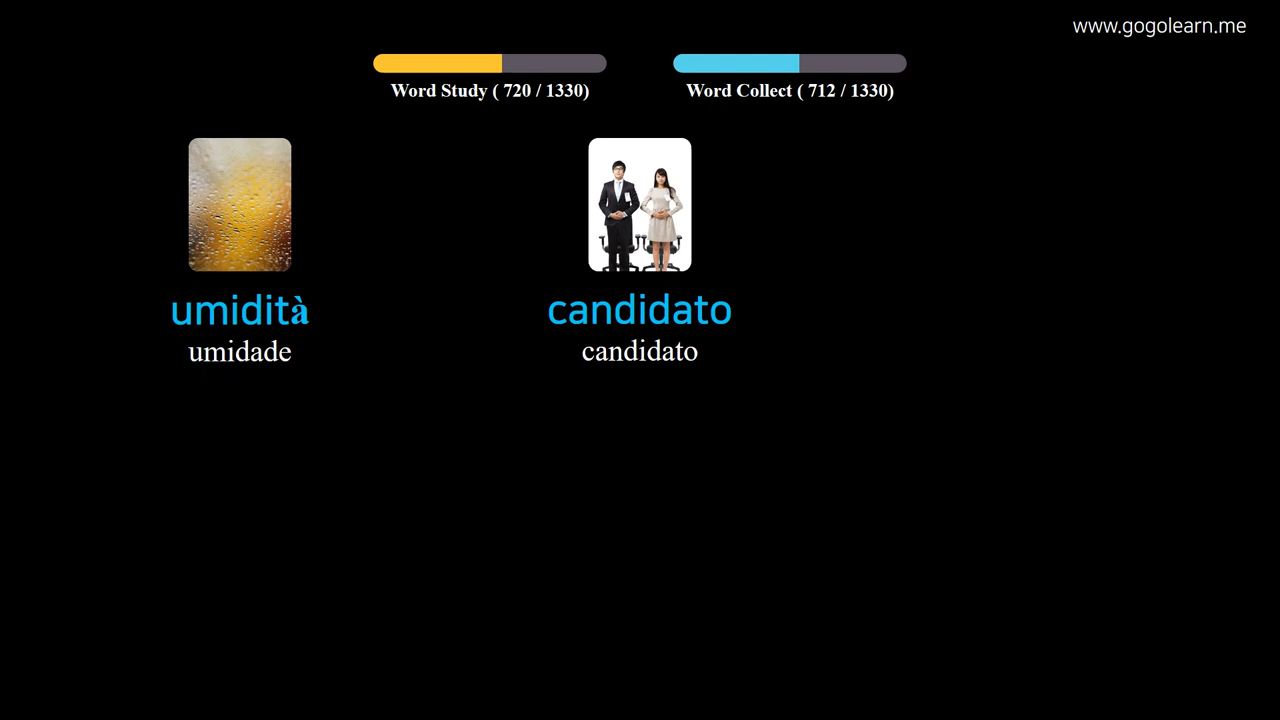 www.gogolearn.me
Word Study ( 720 / 1330)
Word Collect ( 712 / 1330)
umidità
candidato
umidade
candidato